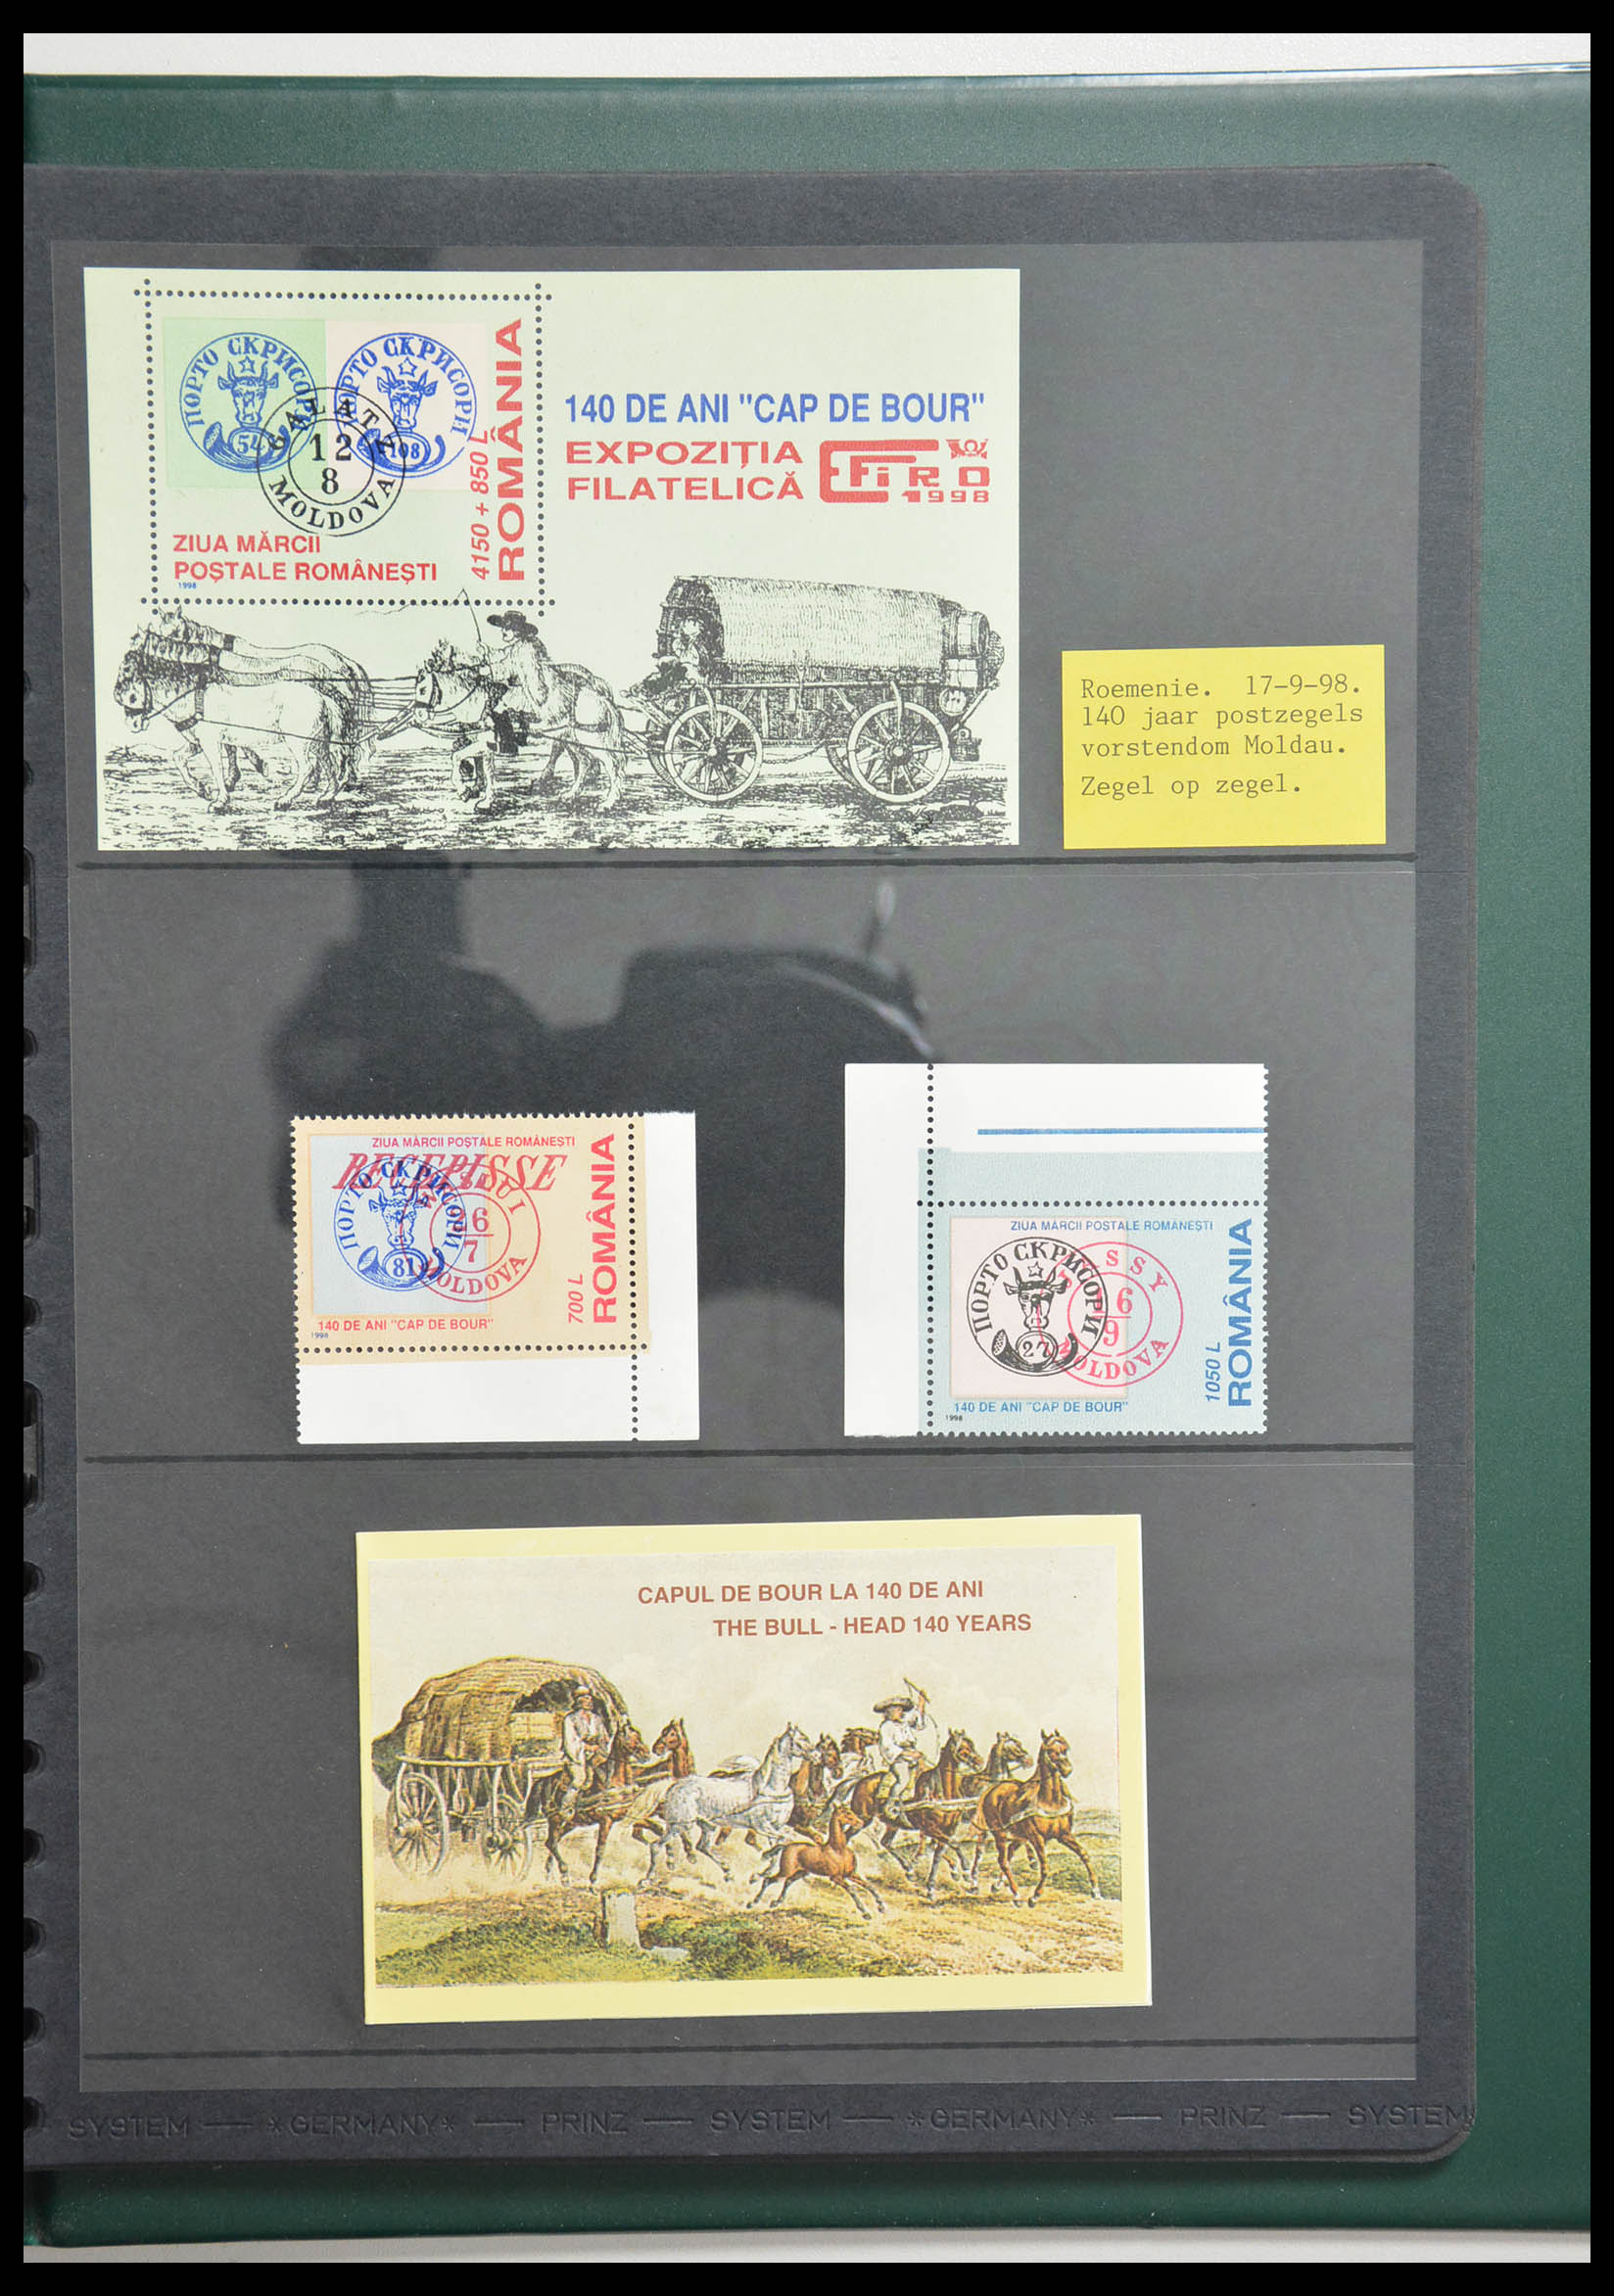 ПОРТО СКРИСОРИ
54
ПОРТО СКРИСОРИ
108
GALATZ
12
8
MOLDOVA
ZIUA MĂRCII
POȘTALE ROMÂNEȘTI
1998
4150 + 850 L
ROMÂNIA
140 DE ANI "CAP DE BOUR"
EXPOZIȚIA
FILATELICĂ
EFiRO
1998
Roemenie. 17-9-98.
140 jaar postzegels
vorstendom Moldau.
Zegel op zegel.
ZIUA MĂRCII POȘTALE ROMÂNEȘTI
RECEPISSE
ПОРТО СКРИСОРИ
81
16
7
MOLDOVA
140 DE ANI "CAP DE BOUR"
1998
700 L
ROMÂNIA
ZIUA MĂRCII POȘTALE ROMÂNEȘTI
ПОРТО СКРИСОРИ
27
6
9
MOLDOVA
140 DE ANI "CAP DE BOUR"
1998
1050 L
ROMÂNIA
CAPUL DE BOUR LA 140 DE ANI
THE BULL - HEAD 140 YEARS
SYSTEM — *GERMANY* — PRINZ — SYSTEM — *GERMANY* — PRINZ — SYSTEM